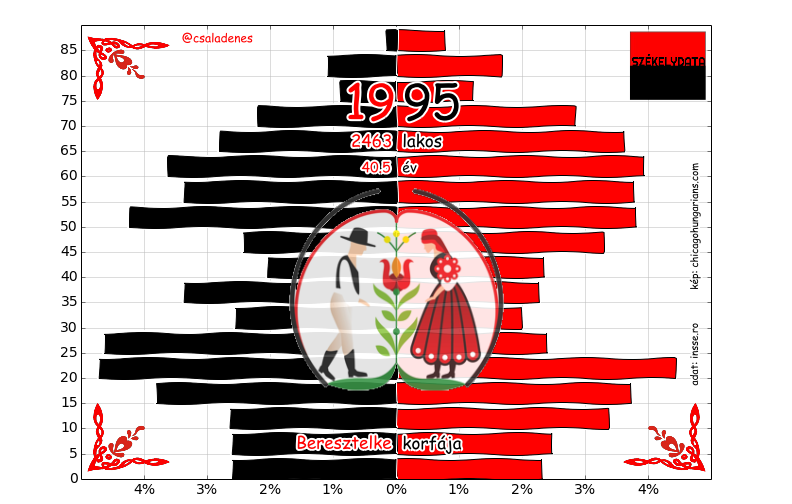 @csaladenes
SZÉKELYDATA
1995
2463 lakos
40.5 év
kép: chicagohungarians.com
adat: insse.ro
Beresztelke korfája
85
80
75
70
65
60
55
50
45
40
35
30
25
20
15
10
5
0
4% 3% 2% 1% 0% 1% 2% 3% 4%